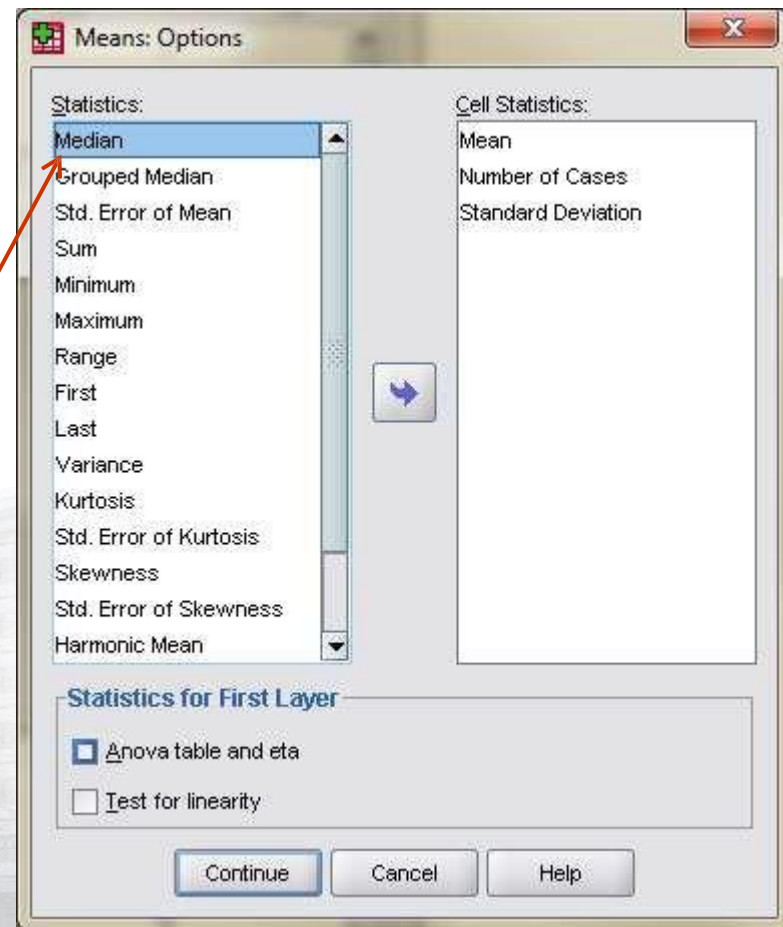 Means: Options
Statistics:
Median
Grouped Median
Std. Error of Mean
Sum
Minimum
Maximum
Range
First
Last
Variance
Kurtosis
Std. Error of Kurtosis
Skewness
Std. Error of Skewness
Harmonic Mean
Cell Statistics:
Mean
Number of Cases
Standard Deviation
Statistics for First Layer
Anova table and eta
Test for linearity
Continue Cancel Help